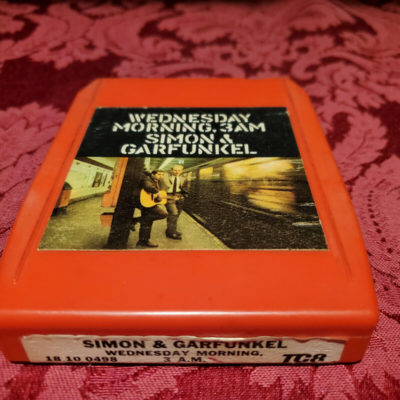 WEDNESDAY
MORNING, 3AM
SIMON &
GARFUNKEL
SIMON & GARFUNKEL
WEDNESDAY MORNING,
18 10 0498 3 A.M. TC8